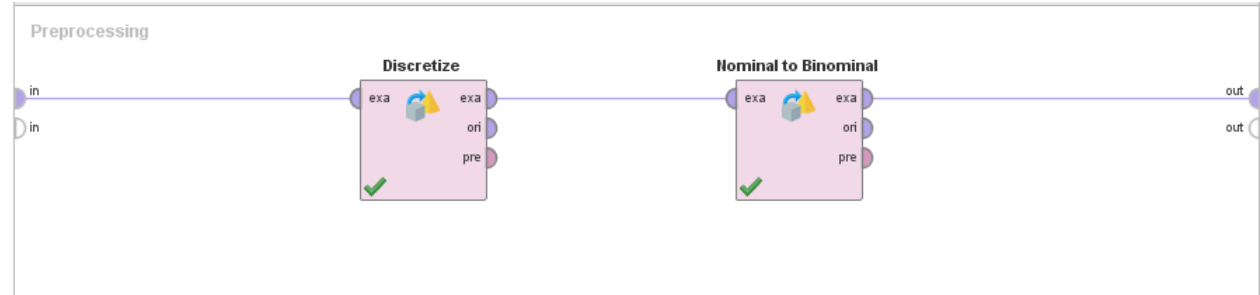 Preprocessing
Discretize
Nominal to Binominal
in
exa
exa
exa
exa
out
in
ori
ori
out
pre
pre